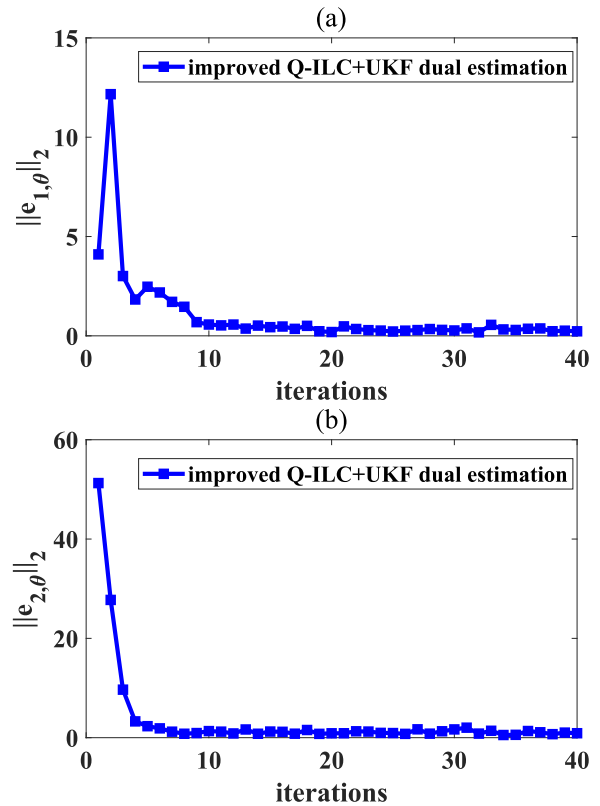 (a)
15
10
5
0
improved Q-ILC+UKF dual estimation
||e1,θ||2
0 10 20 30 40
iterations
(b)
60
40
20
0
improved Q-ILC+UKF dual estimation
||e2,θ||2
0 10 20 30 40
iterations